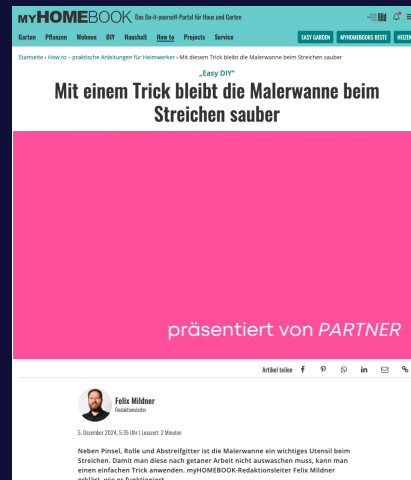 MYHOMEBOOK Das Do-it-yourself-Portal für Haus und Garten
Garten Pflanzen Wohnen DIY Haushalt How to Projects Service EASY GARDEN MYHOMEBOOKS BESTE
Startseite › How to – praktische Anleitungen für Heimwerker › Mit diesem Trick bleibt die Malerwanne beim Streichen sauber
„Easy DIY“
Mit einem Trick bleibt die Malerwanne beim
Streichen sauber
präsentiert von PARTNER
Artikel teilen
Felix Mildner
Redaktionsleiter
5. Dezember 2024, 5:35 Uhr | Lesezeit: 2 Minuten
Neben Pinsel, Rolle und Abstreifgitter ist die Malerwanne ein wichtiges Utensil beim
Streichen. Damit man diese nach getaner Arbeit nicht auswaschen muss, kann man
einen einfachen Trick anwenden. myHOMEBOOK-Redaktionsleiter Felix Mildner
erklärt, wie er funktioniert.